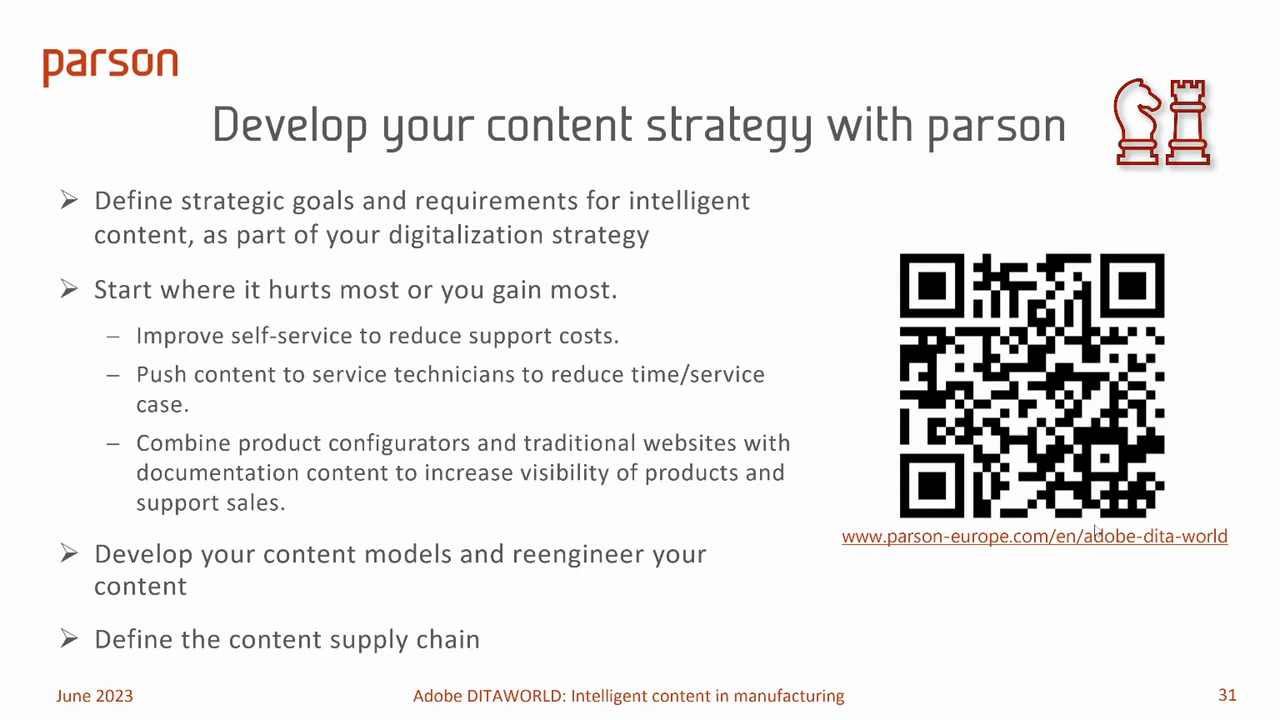 parson
Develop your content strategy with parson
➢ Define strategic goals and requirements for intelligent
content, as part of your digitalization strategy
➢ Start where it hurts most or you gain most.
– Improve self-service to reduce support costs.
– Push content to service technicians to reduce time/service
case.
– Combine product configurators and traditional websites with
documentation content to increase visibility of products and
support sales.
➢ Develop your content models and reengineer your
content
➢ Define the content supply chain
www.parson-europe.com/en/adobe-dita-world
June 2023
Adobe DITAWORLD: Intelligent content in manufacturing
31